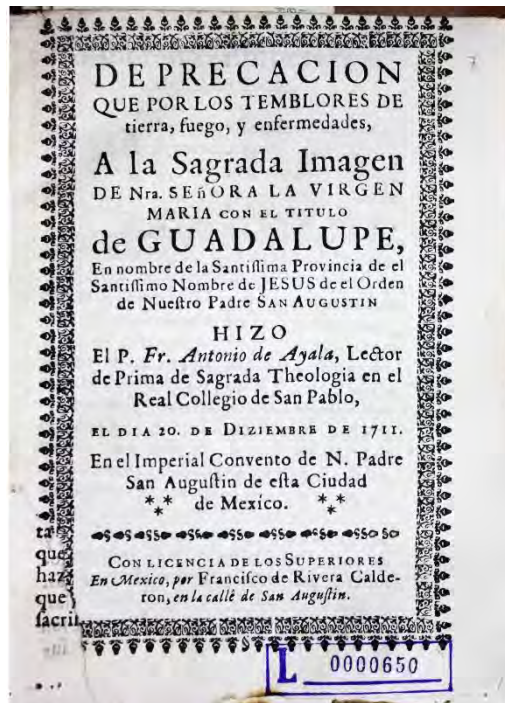 DEPRECACION
QUE POR LOS TEMBLORES DE
tierra, fuego, y enfermedades,
A la Sagrada Imagen
DE Nra. SEñORA LA VIRGEN
MARIA CON EL TITULO
de GUADALUPE,
En nombre de la Santiſſima Provincia de el
Santiſſimo Nombre de JESUS de el Orden
de Nueſtro Padre SAN AUGUSTIN
HIZO
El P. Fr. Antonio de Ayala, Lector
de Prima de Sagrada Theologia en el
Real Collegio de San Pablo,
EL DIA 20. DE DIZIEMBRE DE 1711.
En el Imperial Convento de N. Padre
San Auguſtin de eſta Ciudad
de Mexico.
CON LICENCIA DE LOS SUPERIORES
En Mexico, por Franciſco de Rivera Calde-
ron, en la calle de San Auguſtin.
ta
que
haz
que
ſacril
L 0000650